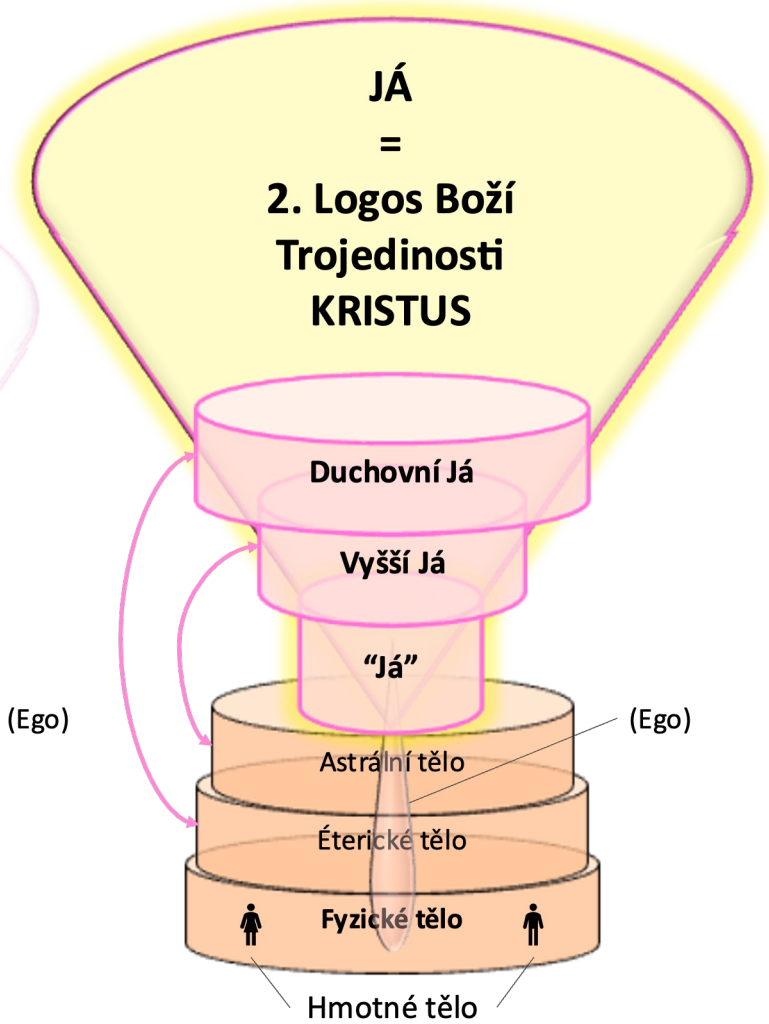 JÁ
=
2. Logos Boží
Trojedinosti
KRISTUS
Duchovní Já
Vyšší Já
“Já”
(Ego)
(Ego)
Astrální tělo
Éterické tělo
Fyzické tělo
Hmotné tělo